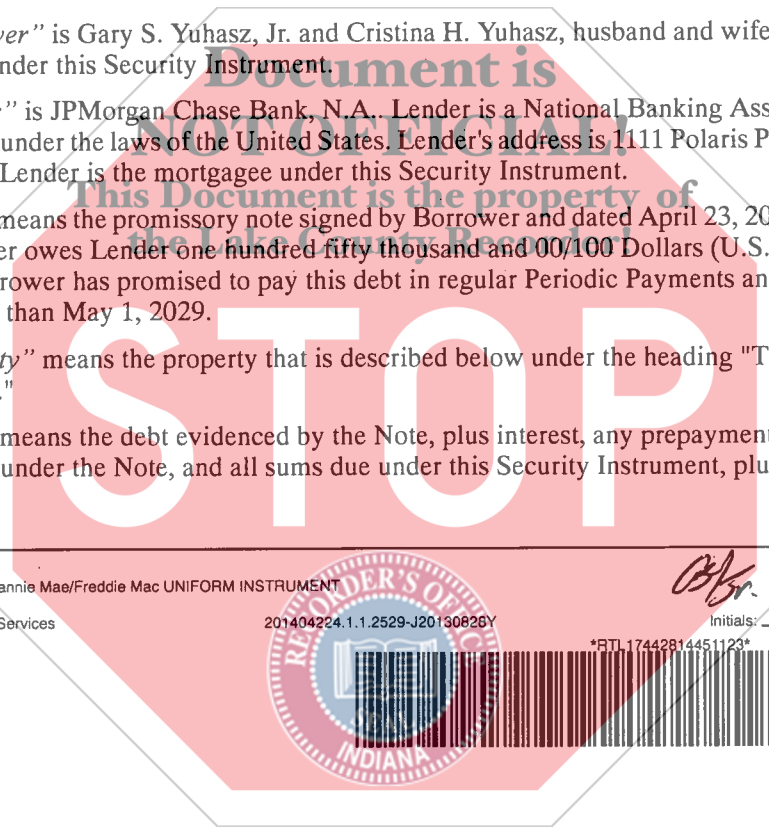 ver” is Gary S. Yuhasz, Jr. and Cristina H. Yuhasz, husband and wife
nder this Security Instrument.
Document is
” is JPMorgan Chase Bank, N.A.. Lender is a National Banking Ass
NOT OFFICIAL!
under the laws of the United States. Lender's address is 1111 Polaris P
Lender is the mortgagee under this Security Instrument.
This Document is the property of
means the promissory note signed by Borrower and dated April 23, 20
the Lake County Recorder!
er owes Lender one hundred fifty thousand and 00/100 Dollars (U.S.
rower has promised to pay this debt in regular Periodic Payments an
than May 1, 2029.
STOP
ty” means the property that is described below under the heading "T
."
means the debt evidenced by the Note, plus interest, any prepayment
under the Note, and all sums due under this Security Instrument, plu
annie Mae/Freddie Mac UNIFORM INSTRUMENT
Services
201404224.1.1.2529-J20130828Y
Initials:
*RTL17442814451123*
RECORDER'S OFFICE
SEAL
INDIANA